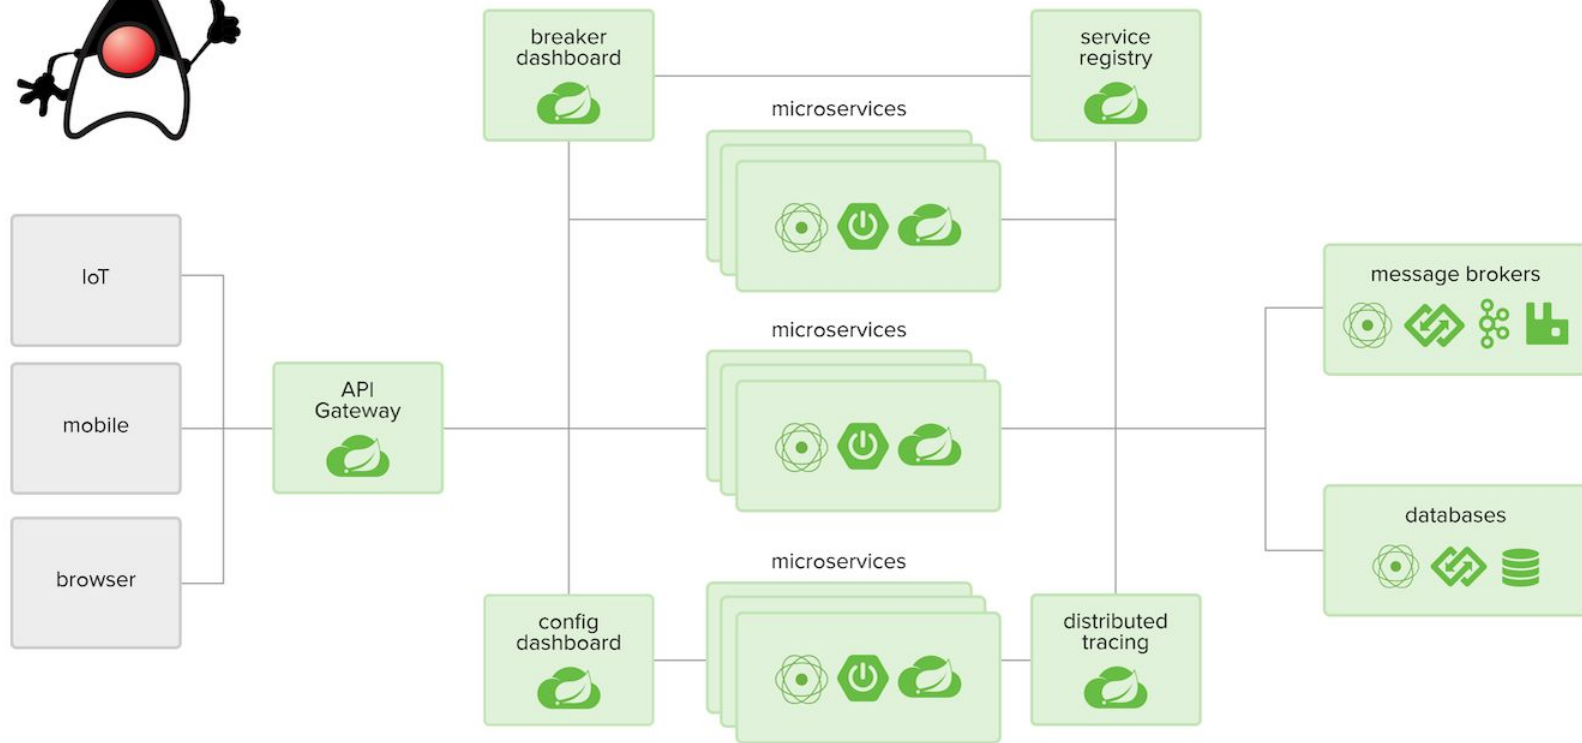 breaker
dashboard
service
registry
microservices
IoT
mobile
browser
API
Gateway
microservices
message brokers
databases
microservices
config
dashboard
distributed
tracing